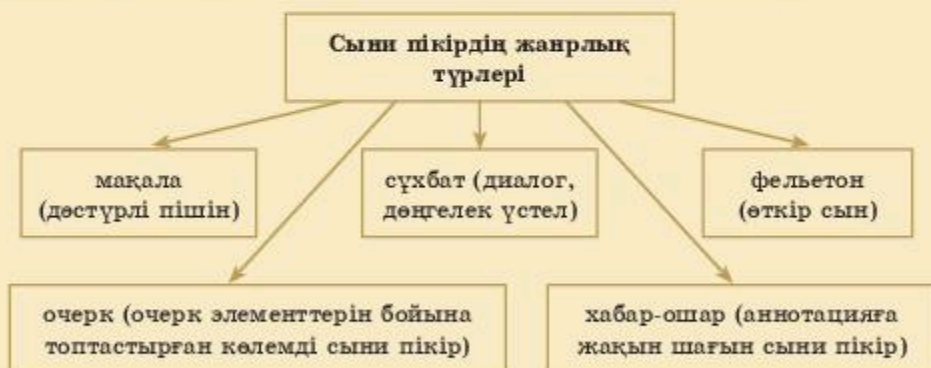 Сыни пікірдің жанрлық
түрлері
мақала
(дәстүрлі пішін)
сұхбат (диалог,
дөңгелек үстел)
фельетон
(өткір сын)
очерк (очерк элементтерін бойына
топтастырған көлемді сыни пікір)
хабар-ошар (аннотацияға
жақын шағын сыни пікір)